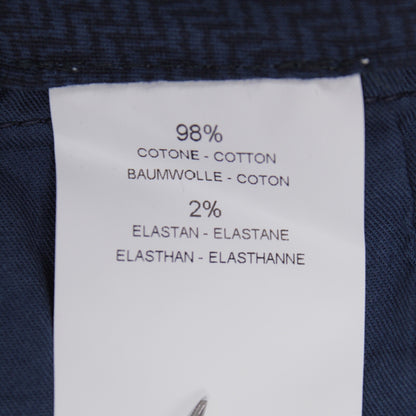 98%
COTONE - COTTON
BAUMWOLLE - COTON
2%
ELASTAN - ELASTANE
ELASTHAN - ELASTHANNE